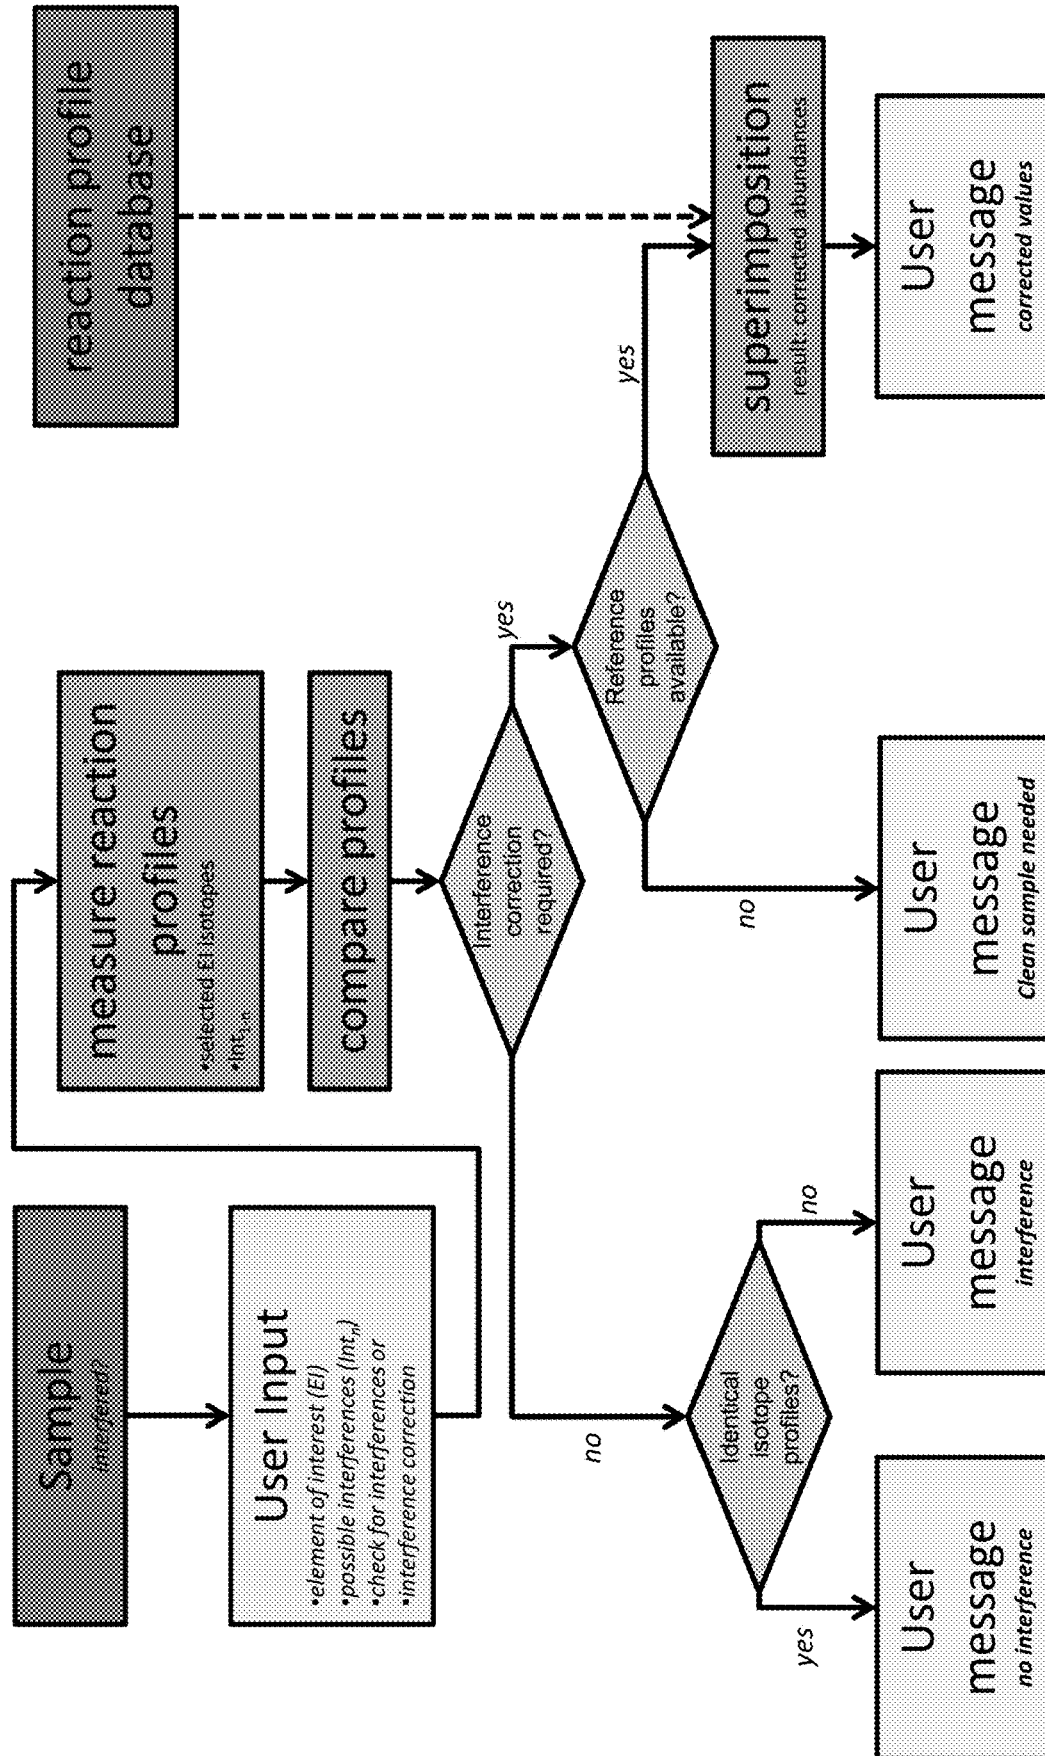 Sample
interfered?
User Input
•element of interest (EI)
•possible interferences (Intₙ)
•check for interferences or
•interference correction
measure reaction
profiles
•selected EI isotopes
•Int₁₋ₙ
compare profiles
reaction profile
database
Interference
correction
required?
yes
no
Reference
profiles
available?
yes
no
superimposition
result: corrected abundances
Identical
isotope
profiles?
yes
no
User
message
no interference
User
message
interference
User
message
Clean sample needed
User
message
corrected values